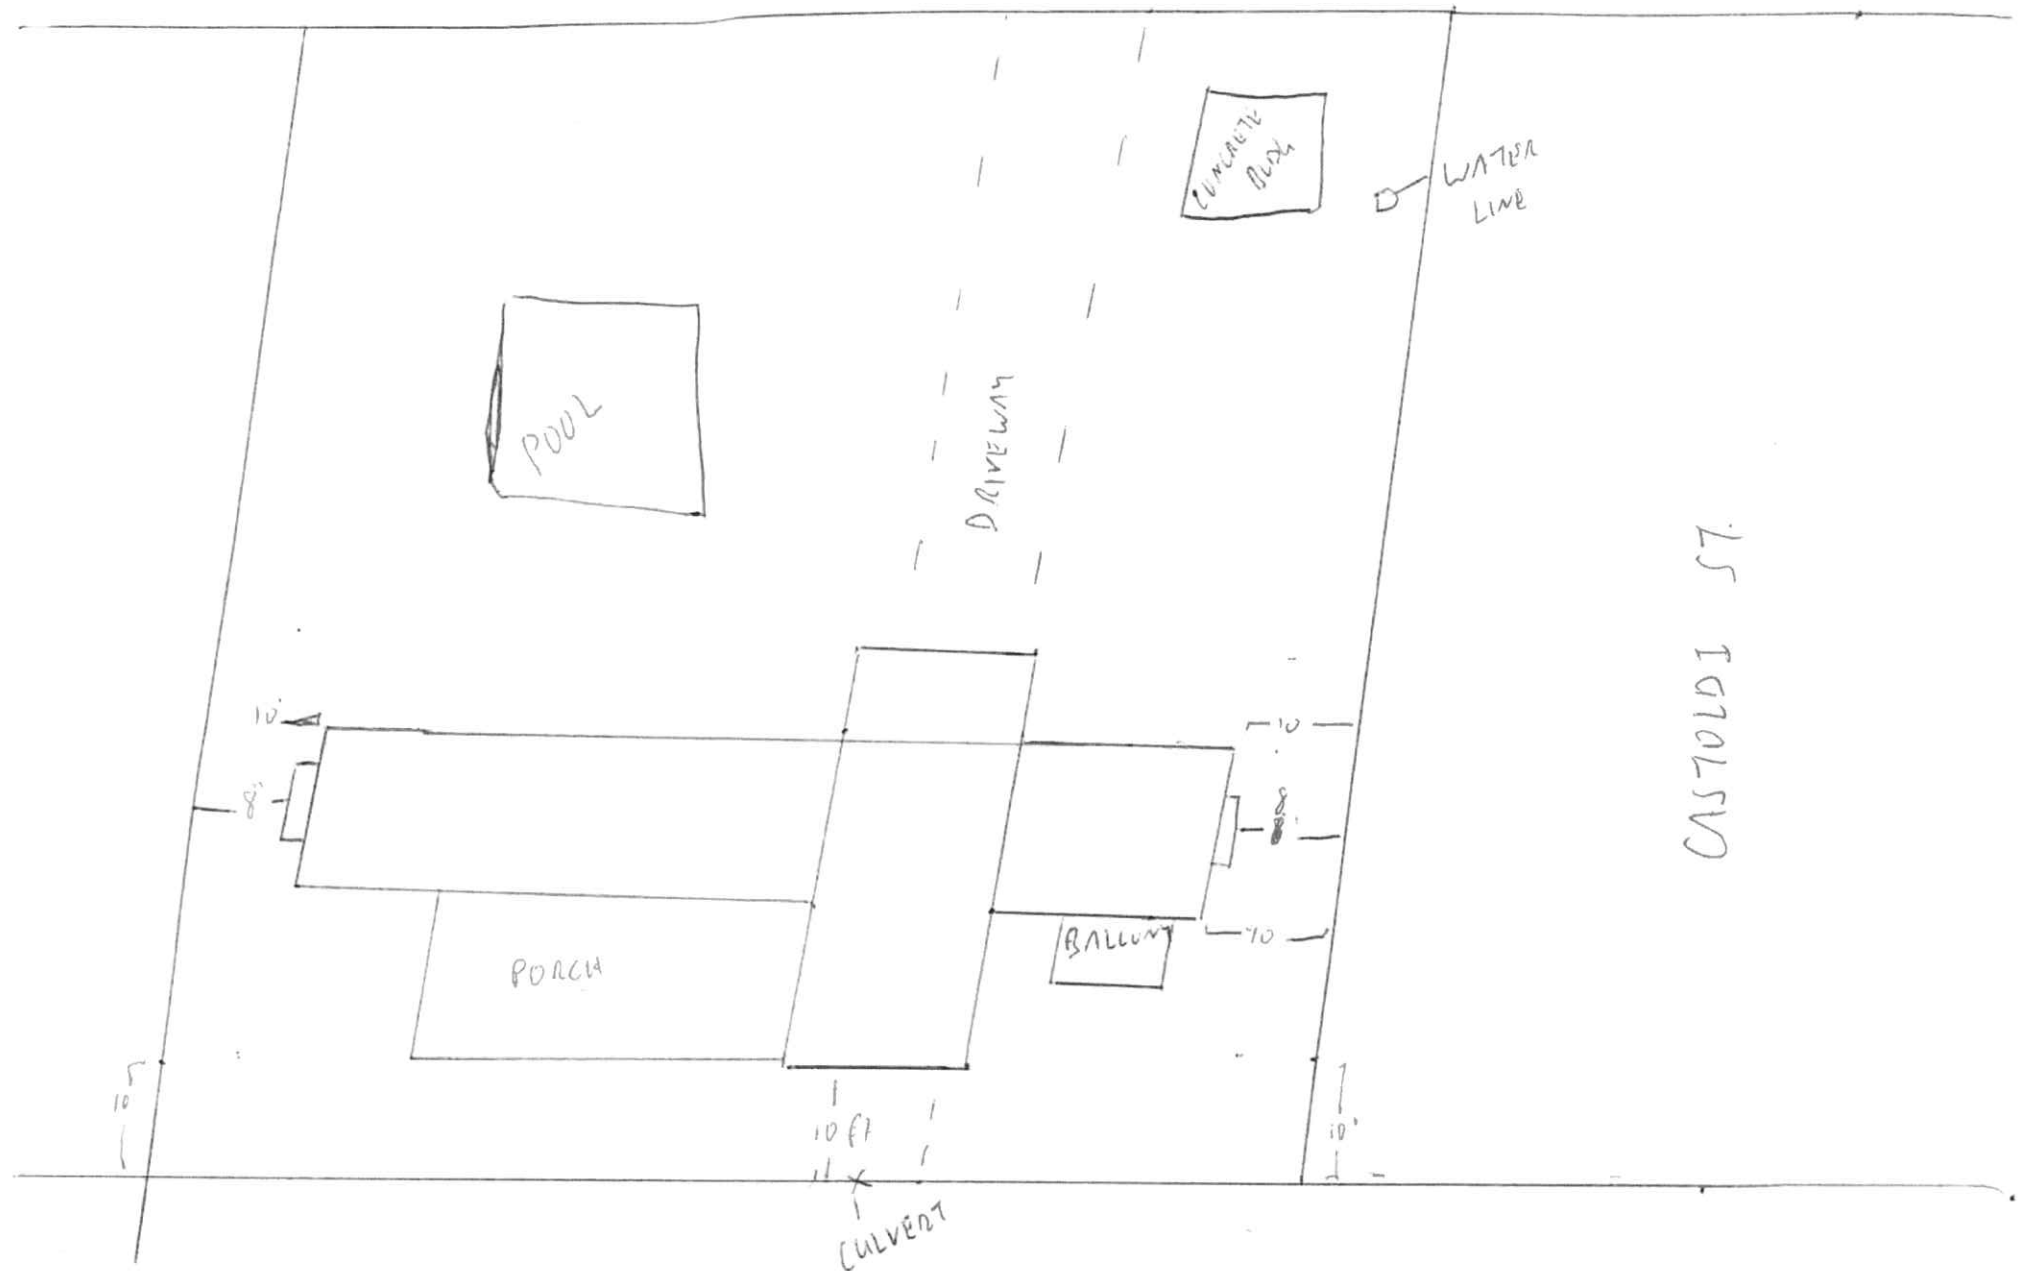 CONCRETE
BLDG
WATER
LINE
POOL
DRIVEWAY
CASTOLDI ST.
10'
10
8'
PORCH
BALCONY
10
10
10 ft
10'
CULVERT